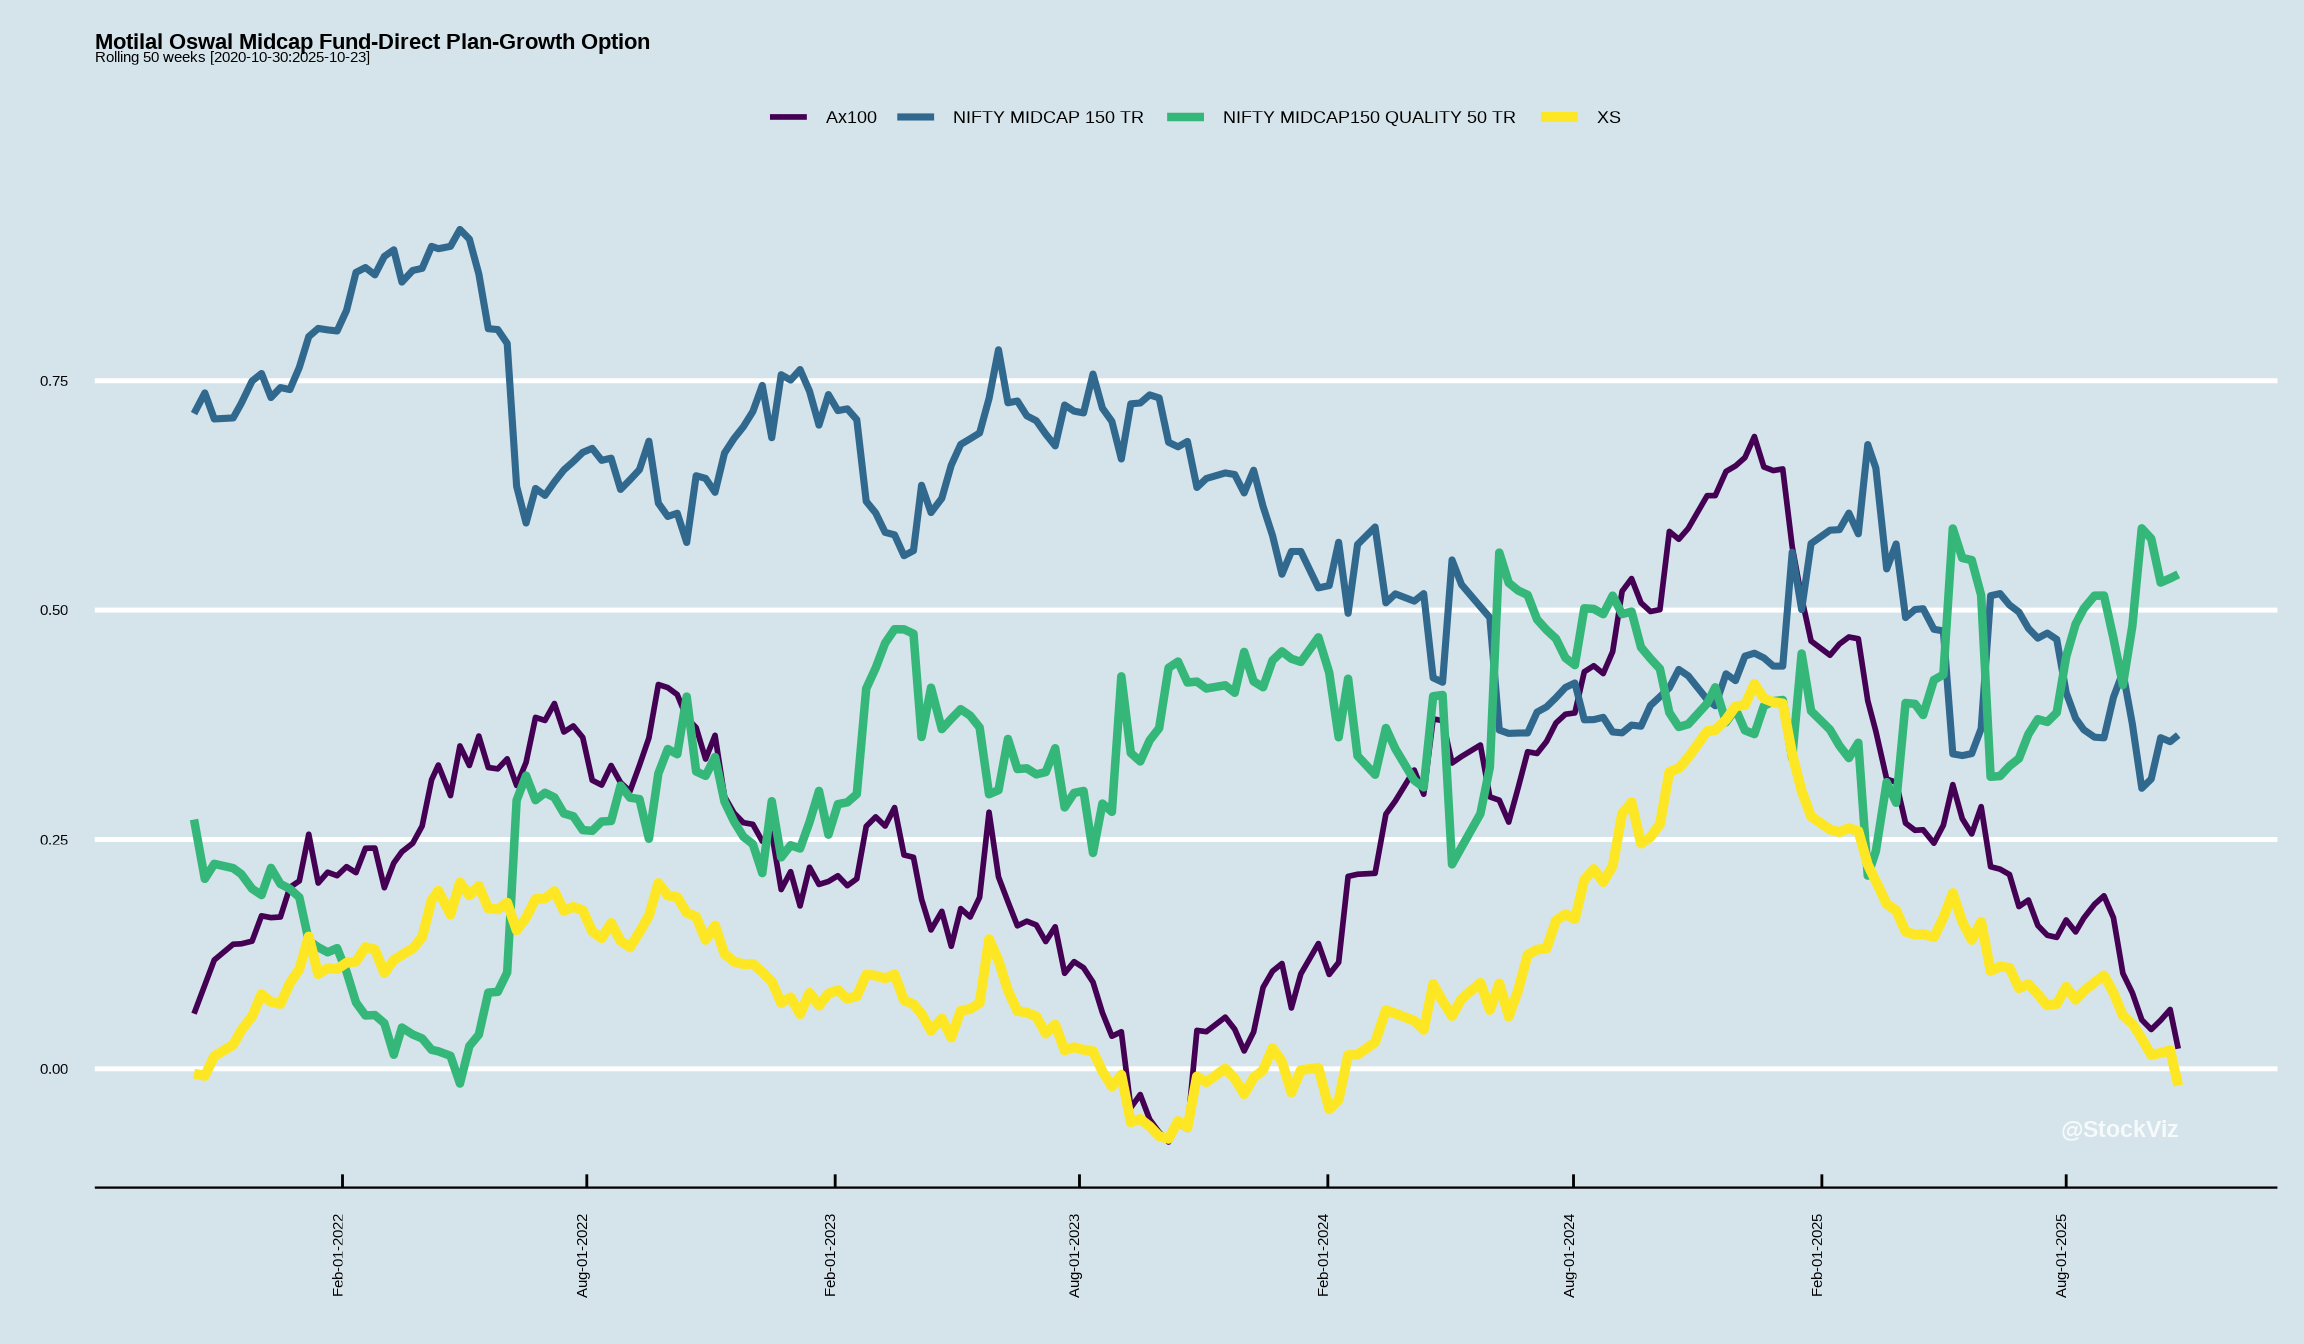 Motilal Oswal Midcap Fund-Direct Plan-Growth Option
Rolling 50 weeks [2020-10-30:2025-10-23]
Ax100 NIFTY MIDCAP 150 TR NIFTY MIDCAP150 QUALITY 50 TR XS
0.75
0.50
0.25
0.00
@StockViz
Feb-01-2022
Aug-01-2022
Feb-01-2023
Aug-01-2023
Feb-01-2024
Aug-01-2024
Feb-01-2025
Aug-01-2025